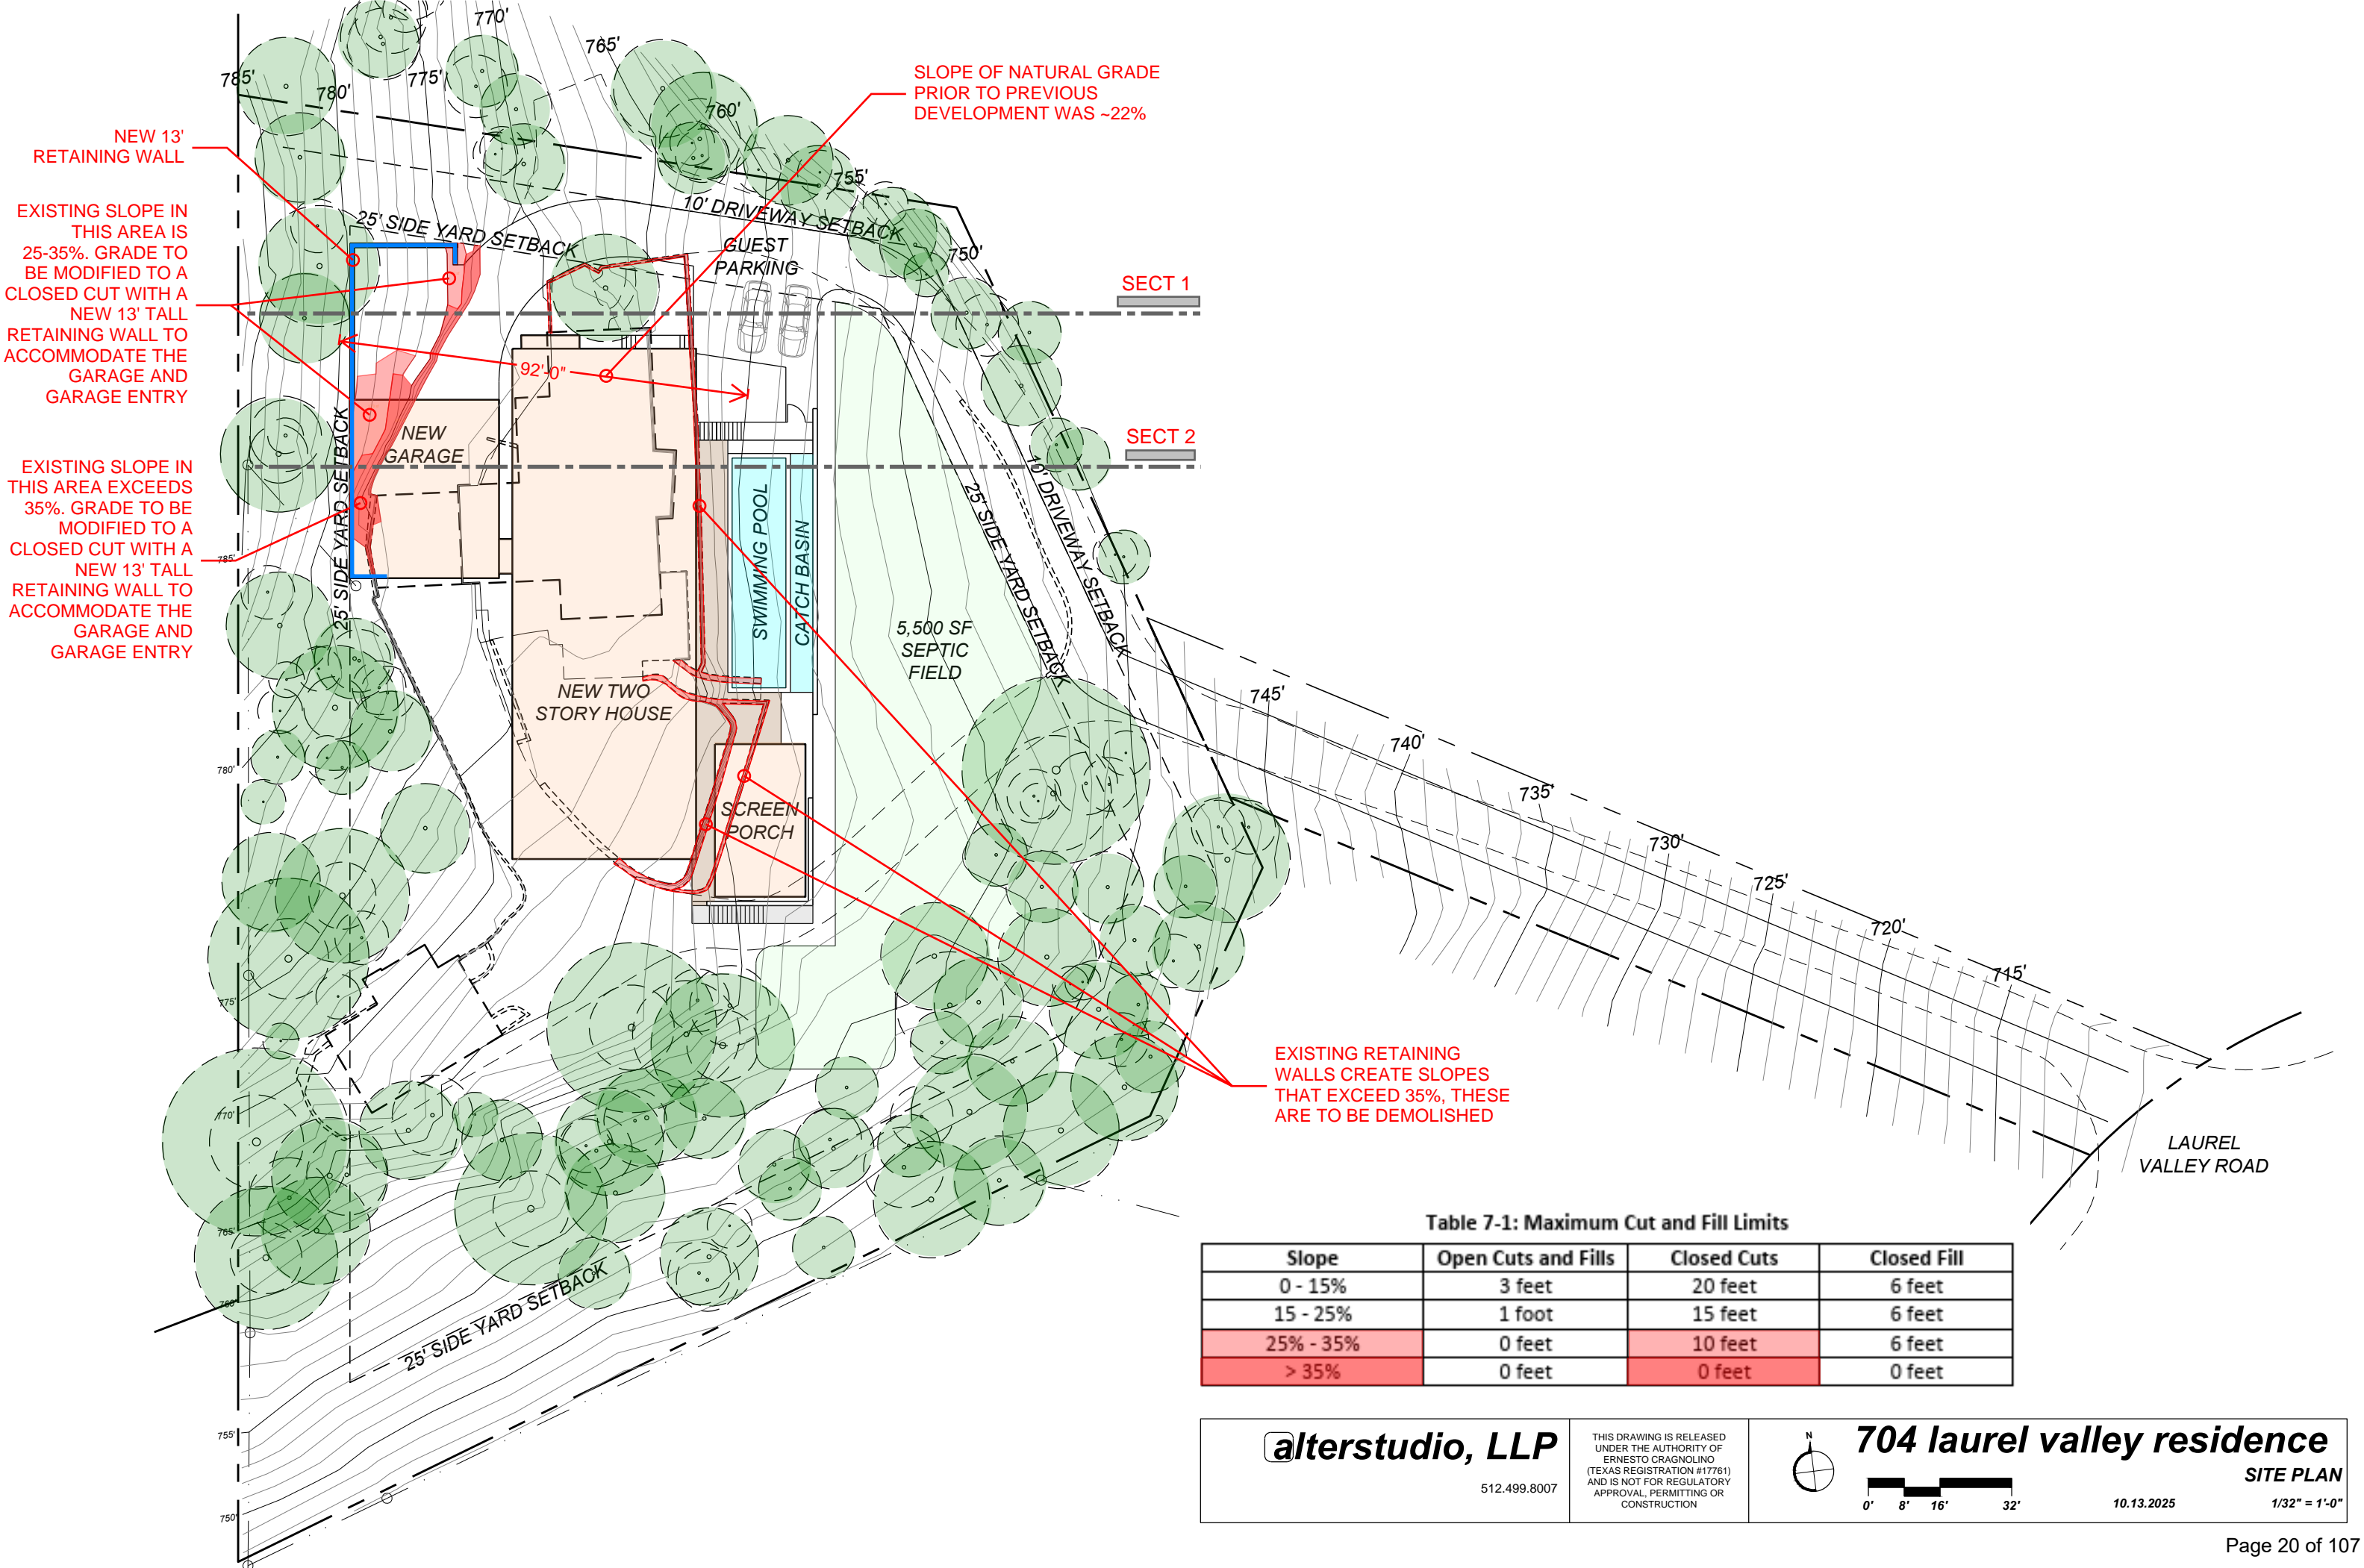 770'
765'
785'
780'
775'
760'
755'
750'
SLOPE OF NATURAL GRADE
PRIOR TO PREVIOUS
DEVELOPMENT WAS ~22%
NEW 13'
RETAINING WALL
EXISTING SLOPE IN
THIS AREA IS
25-35%. GRADE TO
BE MODIFIED TO A
CLOSED CUT WITH A
NEW 13' TALL
RETAINING WALL TO
ACCOMMODATE THE
GARAGE AND
GARAGE ENTRY
EXISTING SLOPE IN
THIS AREA EXCEEDS
35%. GRADE TO BE
MODIFIED TO A
CLOSED CUT WITH A
NEW 13' TALL
RETAINING WALL TO
ACCOMMODATE THE
GARAGE AND
GARAGE ENTRY
25' SIDE YARD SETBACK
10' DRIVEWAY SETBACK
GUEST
PARKING
SECT 1
92'-0"
25' SIDE YARD SETBACK
NEW
GARAGE
SECT 2
SWIMMING POOL
CATCH BASIN
25' SIDE YARD SETBACK
10' DRIVEWAY SETBACK
5,500 SF
SEPTIC
FIELD
NEW TWO
STORY HOUSE
SCREEN
PORCH
745'
740'
735'
730'
725'
720'
715'
785'
780'
775'
770'
765'
760'
755'
750'
EXISTING RETAINING
WALLS CREATE SLOPES
THAT EXCEED 35%, THESE
ARE TO BE DEMOLISHED
LAUREL
VALLEY ROAD
25' SIDE YARD SETBACK
Table 7-1: Maximum Cut and Fill Limits
Slope Open Cuts and Fills Closed Cuts Closed Fill
0 - 15% 3 feet 20 feet 6 feet
15 - 25% 1 foot 15 feet 6 feet
25% - 35% 0 feet 10 feet 6 feet
> 35% 0 feet 0 feet 0 feet
alterstudio, LLP
512.499.8007
THIS DRAWING IS RELEASED
UNDER THE AUTHORITY OF
ERNESTO CRAGNOLINO
(TEXAS REGISTRATION #17761)
AND IS NOT FOR REGULATORY
APPROVAL, PERMITTING OR
CONSTRUCTION
N
704 laurel valley residence
SITE PLAN
0' 8' 16' 32'
10.13.2025
1/32" = 1'-0"
Page 20 of 107